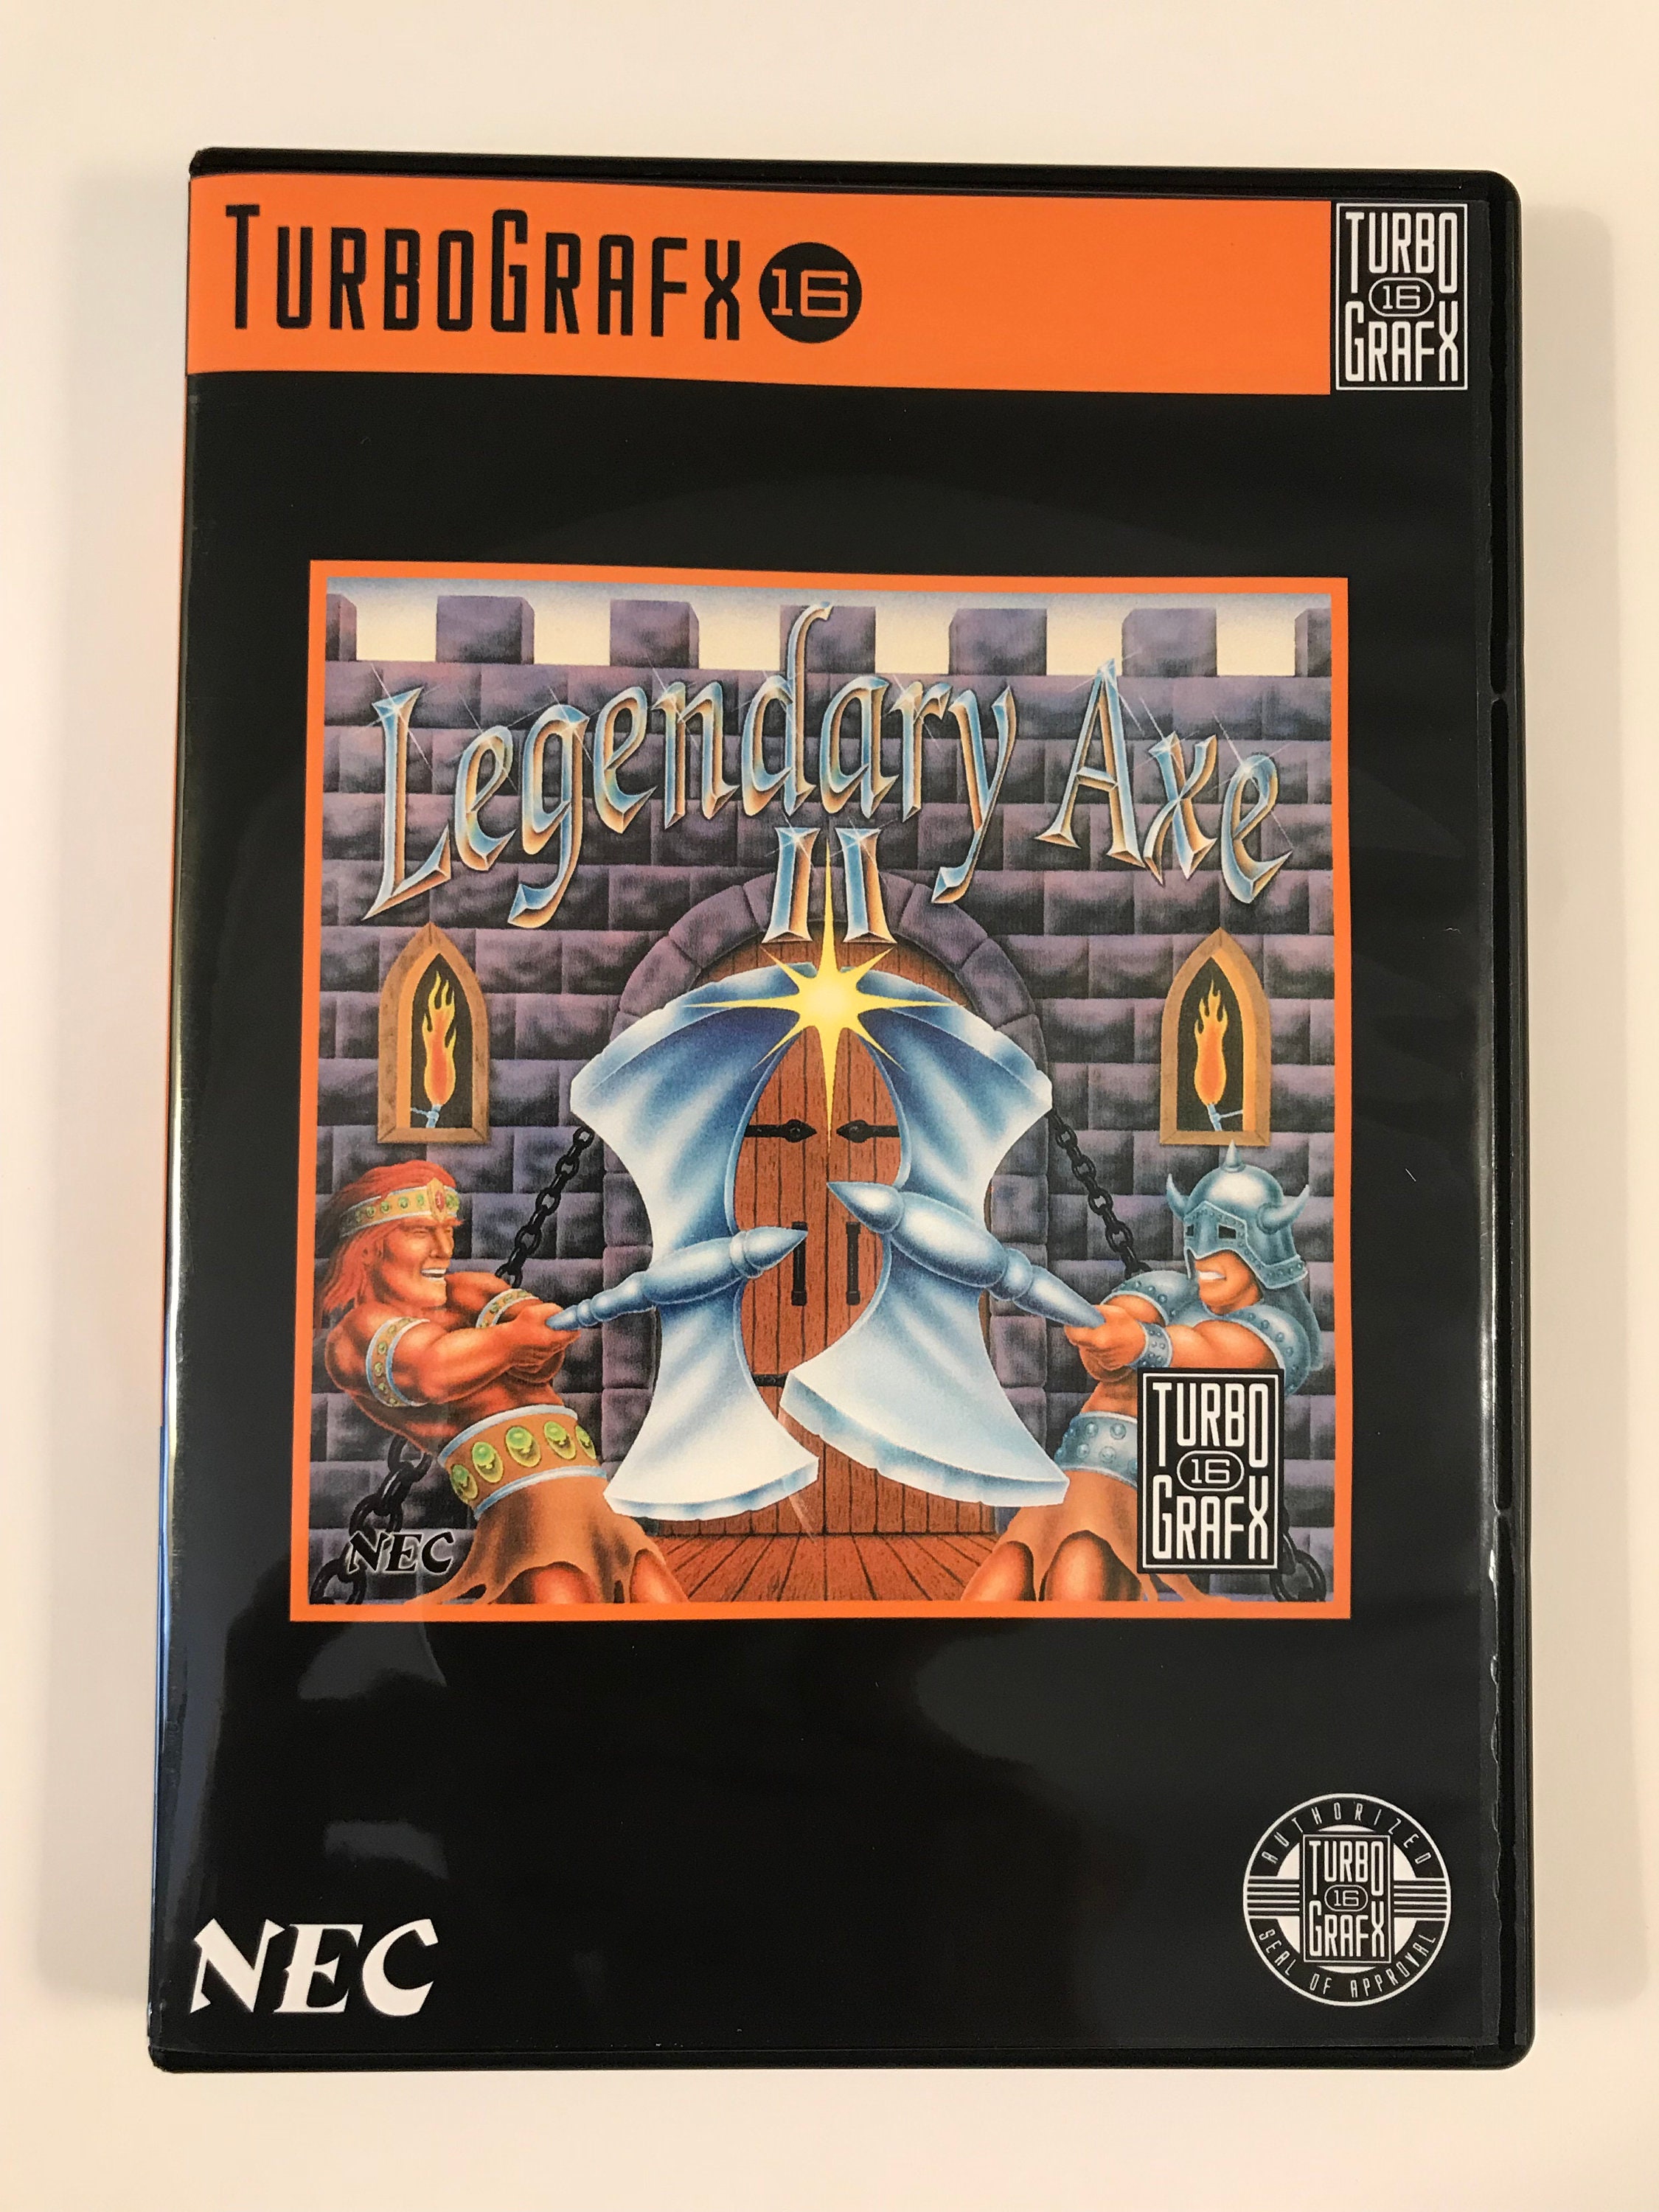 TURBOGRAFX 16
TURBO
16
GRAFX
Legendary Axe
II
TURBO
16
GRAFX
NEC
NEC
AUTHORIZED
TURBO
16
GRAFX
SEAL OF APPROVAL